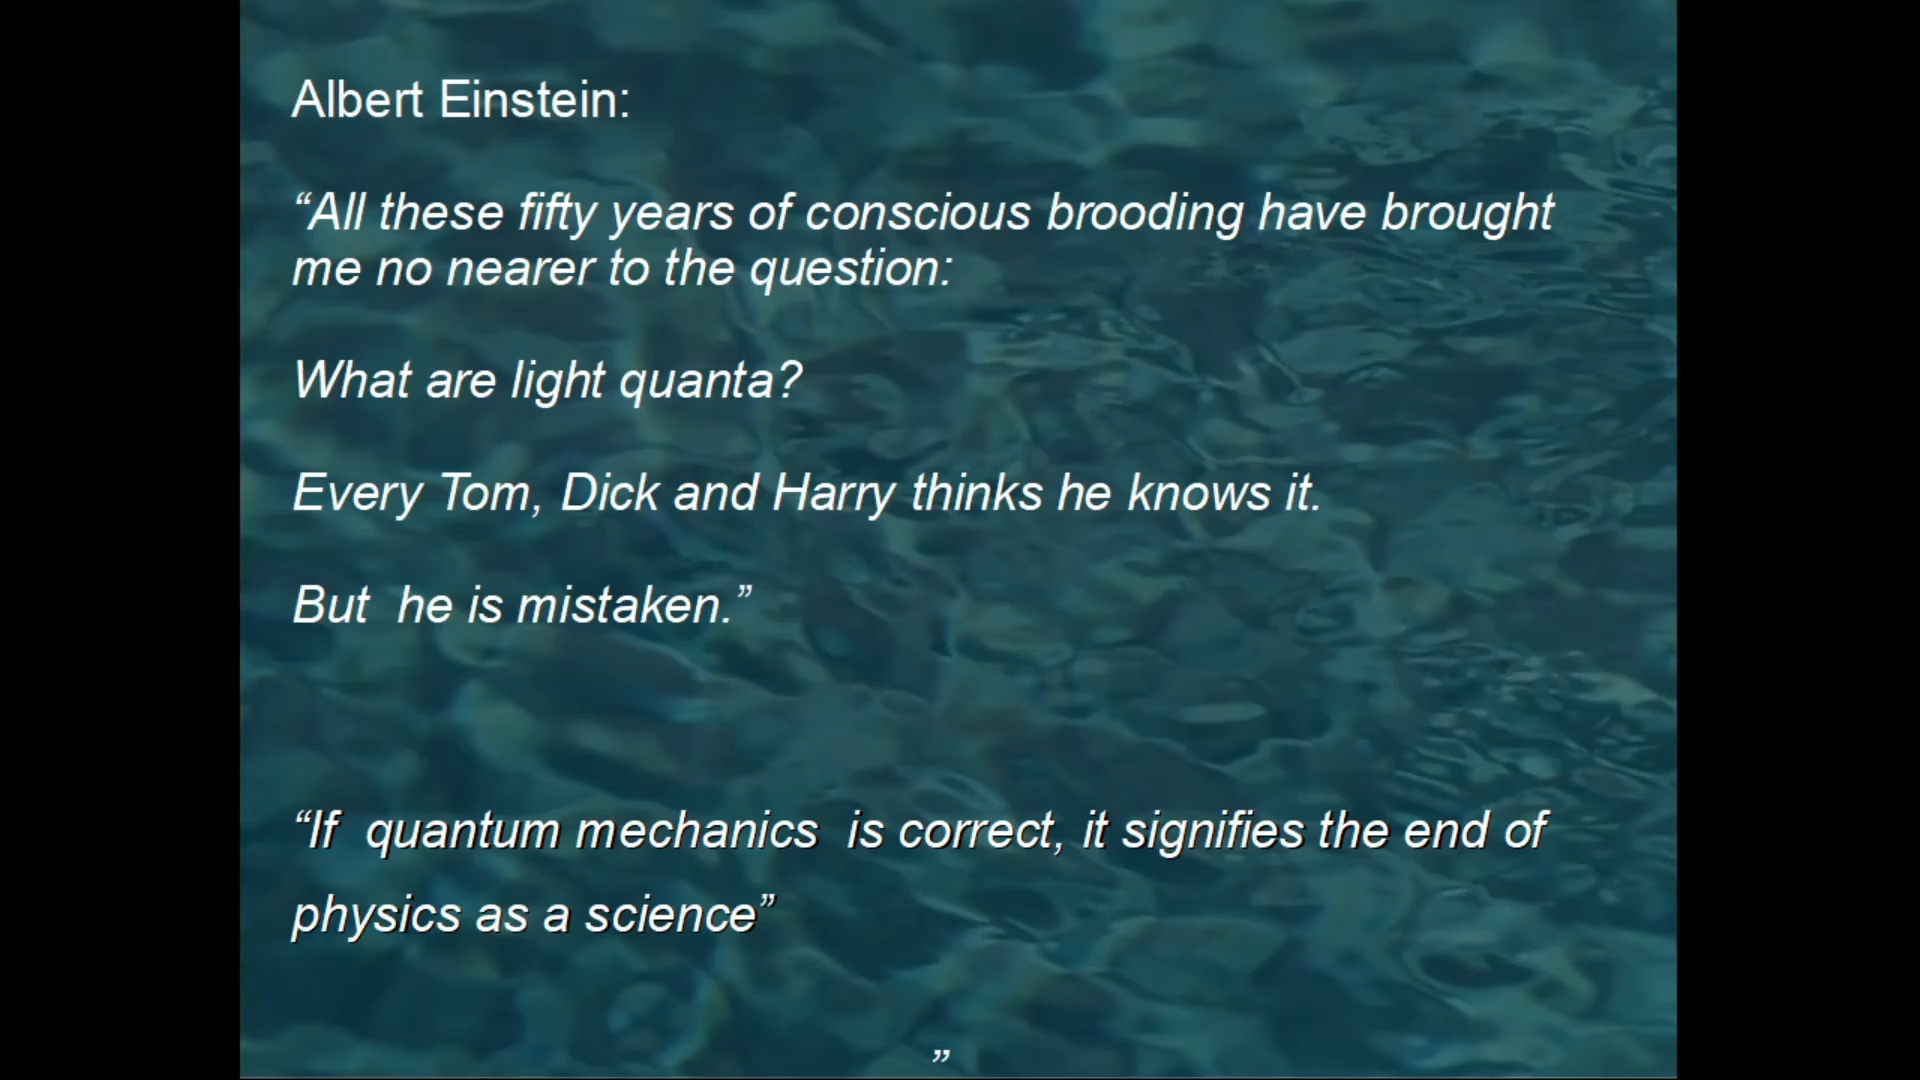 Albert Einstein:
“All these fifty years of conscious brooding have brought
me no nearer to the question:
What are light quanta?
Every Tom, Dick and Harry thinks he knows it.
But  he is mistaken.”
“If  quantum mechanics  is correct, it signifies the end of
physics as a science”
”